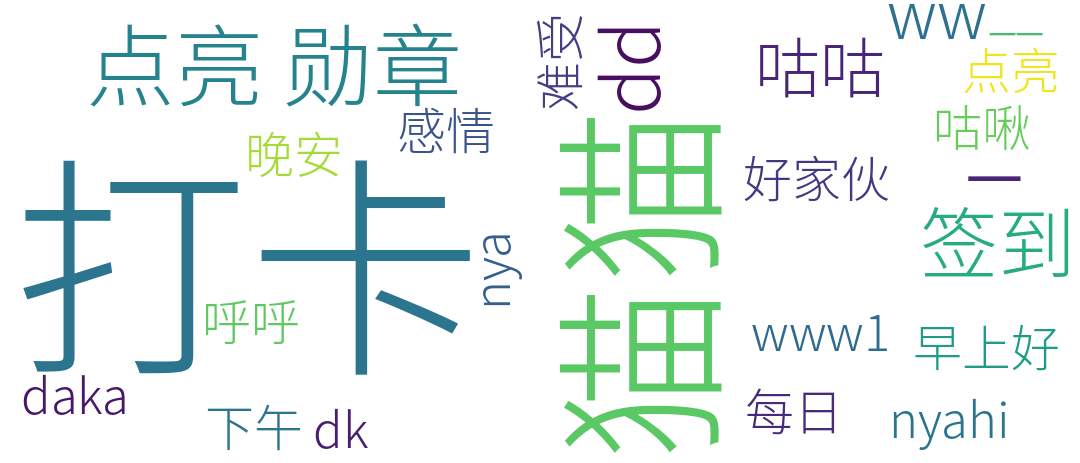 点亮 勋章
感情
晚安
打卡
nya
呼呼
daka
下午
dk
难受
dd
猫猫
咕咕
ww__
点亮
咕啾
好家伙
一
签到
www1
早上好
每日
nyahi